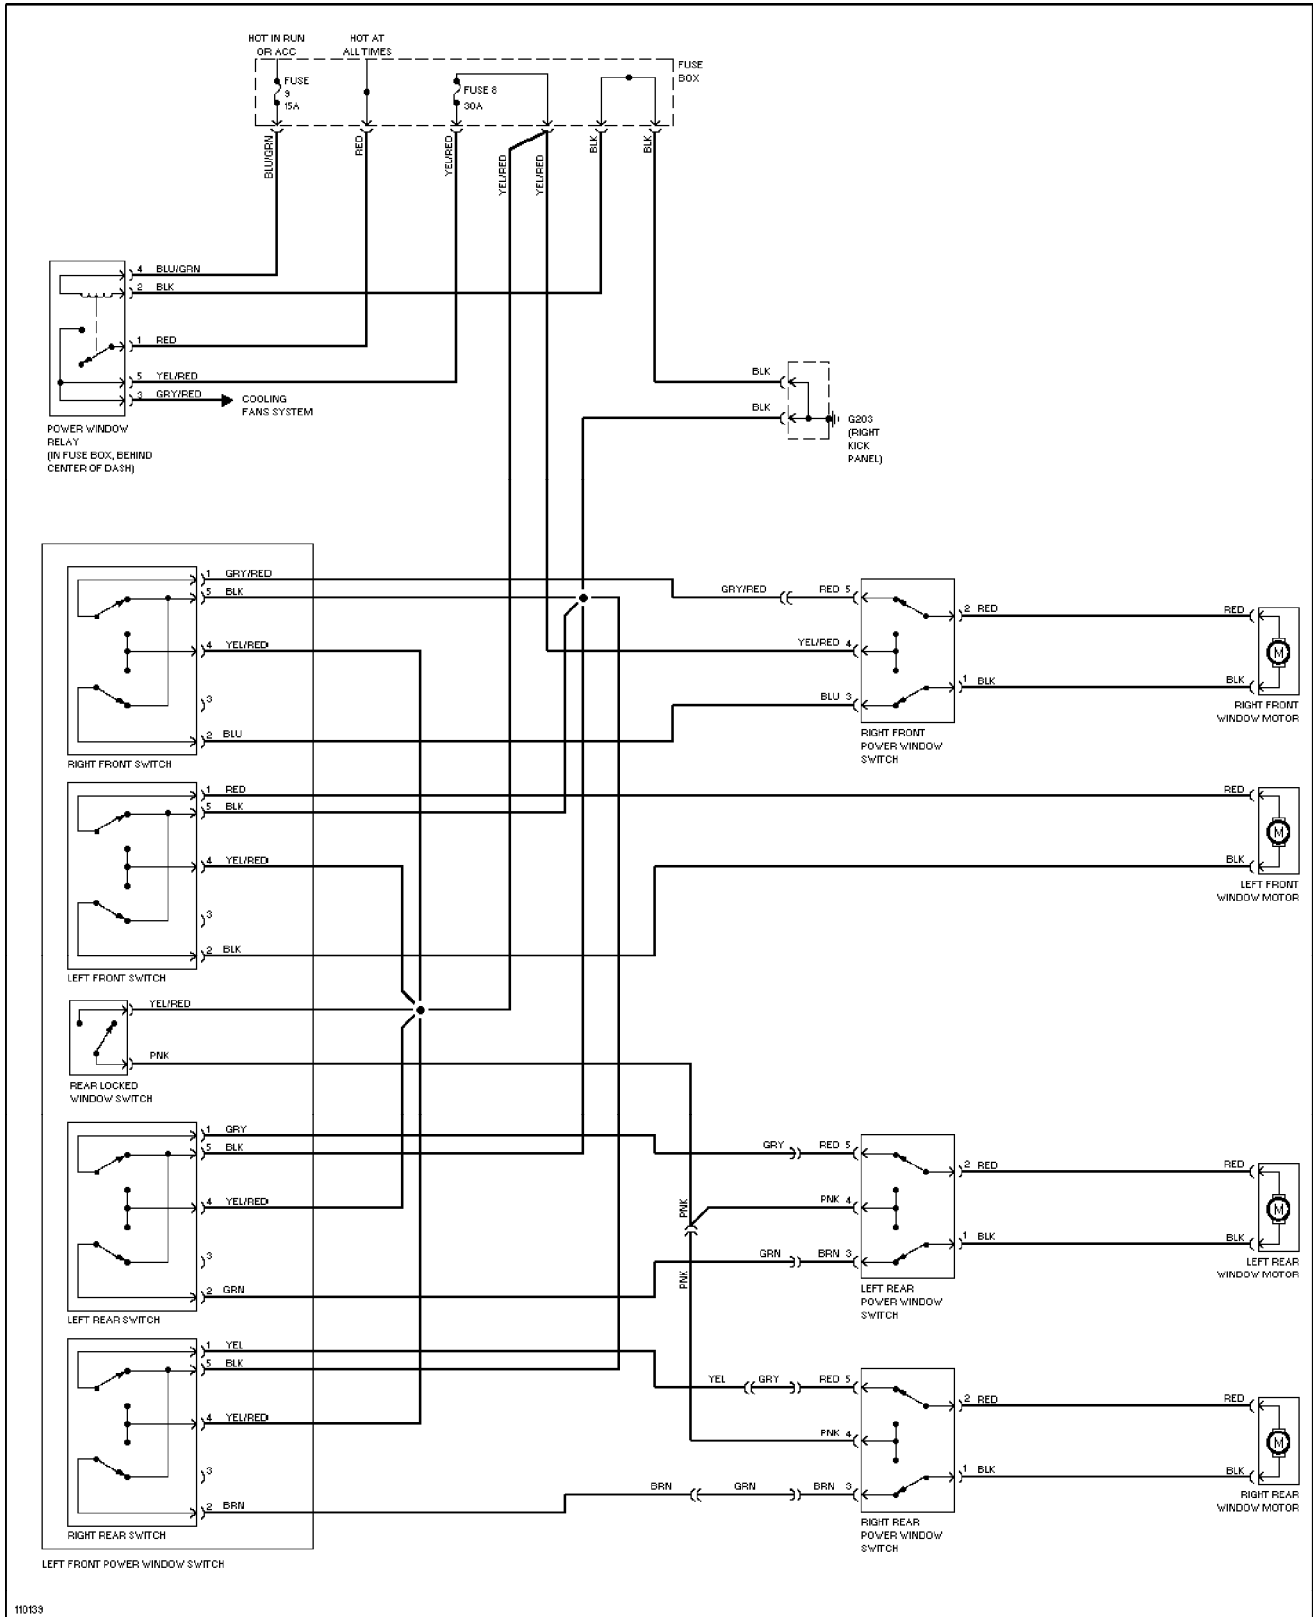 HOT IN RUN
OR ACC
HOT AT
ALL TIMES
FUSE
BOX
FUSE
9
15A
FUSE 8
30A
BLU/GRN
RED
YEL/RED
YEL/RED
YEL/RED
BLK
BLK
4 BLU/GRN
2 BLK
1 RED
5 YEL/RED
3 GRY/RED
COOLING
FANS SYSTEM
POWER WINDOW
RELAY
(IN FUSE BOX, BEHIND
CENTER OF DASH)
BLK
BLK
G203
(RIGHT
KICK
PANEL)
1 GRY/RED
5 BLK
4 YEL/RED
3
2 BLU
RIGHT FRONT SWITCH
GRY/RED
RED 5
YEL/RED 4
BLU 3
2 RED
1 BLK
RIGHT FRONT
POWER WINDOW
SWITCH
RED
M
BLK
RIGHT FRONT
WINDOW MOTOR
1 RED
5 BLK
4 YEL/RED
3
2 BLK
LEFT FRONT SWITCH
RED
M
BLK
LEFT FRONT
WINDOW MOTOR
YEL/RED
PNK
REAR LOCKED
WINDOW SWITCH
1 GRY
5 BLK
4 YEL/RED
3
2 GRN
LEFT REAR SWITCH
PNK
PNK
GRY
RED 5
PNK 4
GRN
BRN 3
2 RED
1 BLK
LEFT REAR
POWER WINDOW
SWITCH
RED
M
BLK
LEFT REAR
WINDOW MOTOR
1 YEL
5 BLK
4 YEL/RED
3
2 BRN
RIGHT REAR SWITCH
YEL
GRY
RED 5
PNK 4
BRN
GRN
BRN 3
2 RED
1 BLK
RIGHT REAR
POWER WINDOW
SWITCH
RED
M
BLK
RIGHT REAR
WINDOW MOTOR
LEFT FRONT POWER WINDOW SWITCH
110139